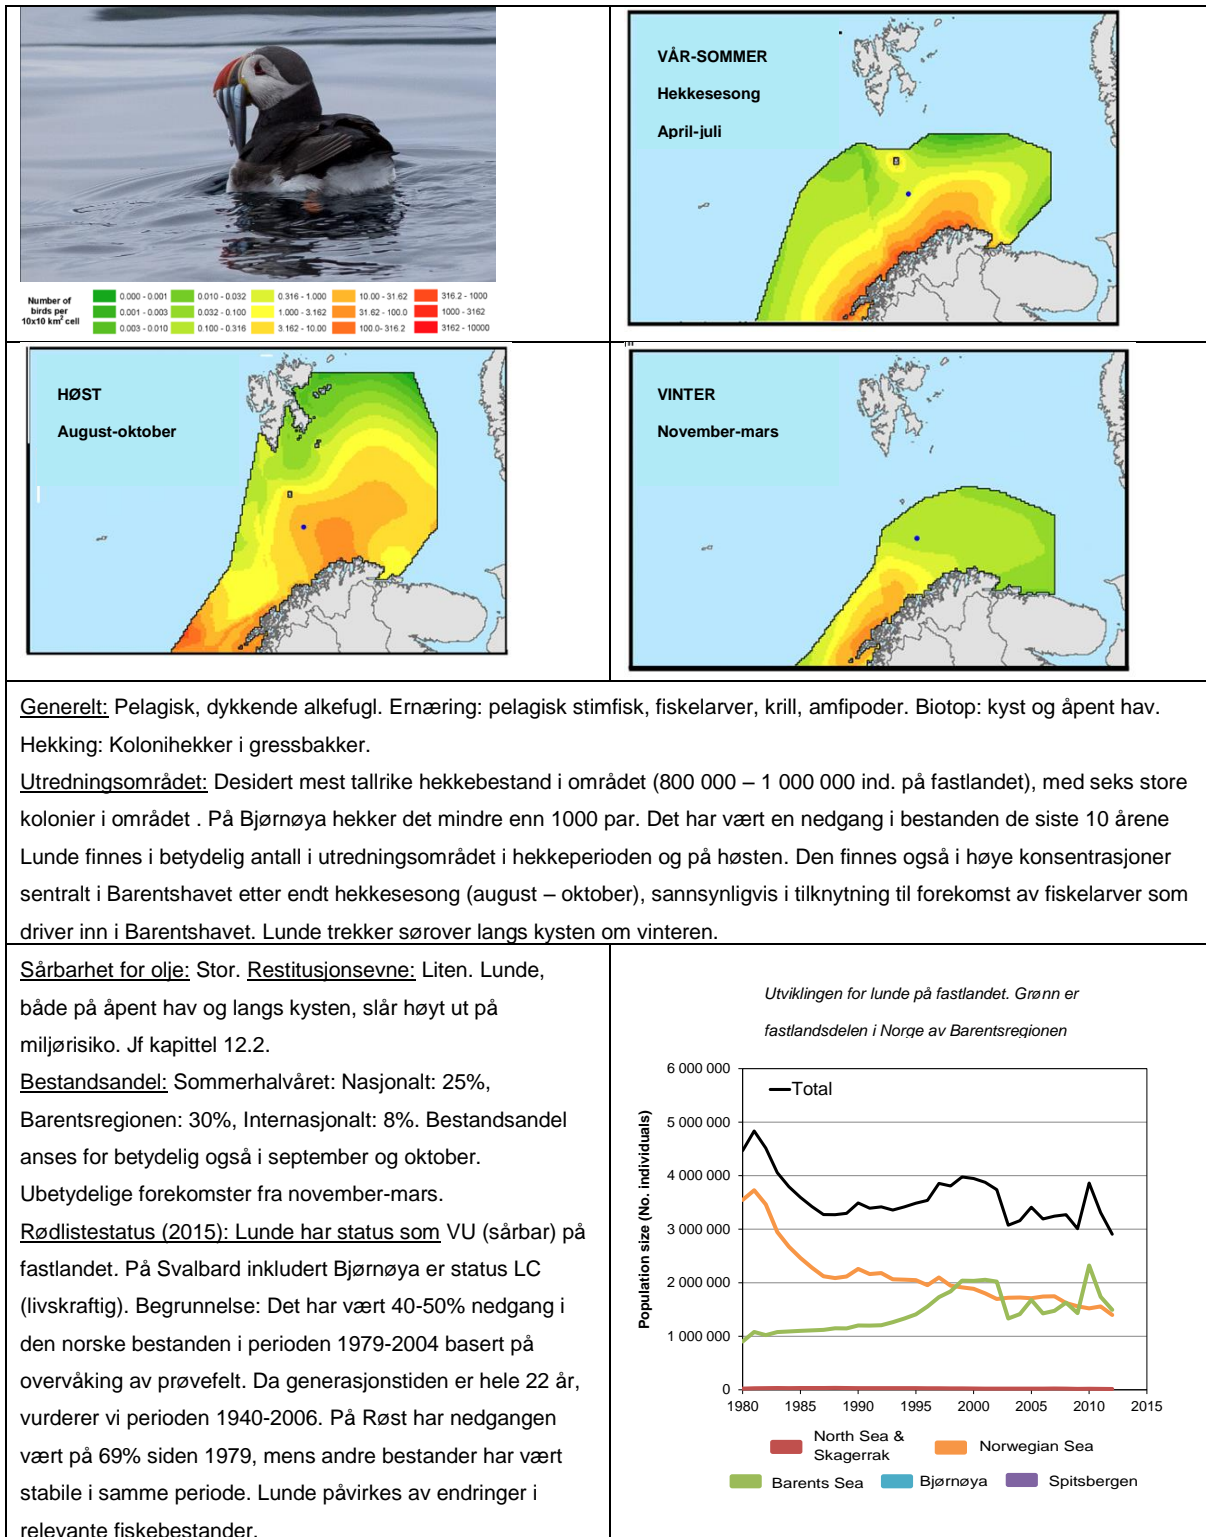 Number of
birds per
10x10 km² cell
0.000 - 0.001
0.001 - 0.003
0.003 - 0.010
0.010 - 0.032
0.032 - 0.100
0.100 - 0.316
0.316 - 1.000
1.000 - 3.162
3.162 - 10.00
10.00 - 31.62
31.62 - 100.0
100.0- 316.2
316.2 - 1000
1000 - 3162
3162 - 10000
VÅR-SOMMER
Hekkesesong
April-juli
HØST
August-oktober
VINTER
November-mars
Generelt: Pelagisk, dykkende alkefugl. Ernæring: pelagisk stimfisk, fiskelarver, krill, amfipoder. Biotop: kyst og åpent hav.
Hekking: Kolonihekker i gressbakker.
Utredningsområdet: Desidert mest tallrike hekkebestand i området (800 000 – 1 000 000 ind. på fastlandet), med seks store
kolonier i området . På Bjørnøya hekker det mindre enn 1000 par. Det har vært en nedgang i bestanden de siste 10 årene
Lunde finnes i betydelig antall i utredningsområdet i hekkeperioden og på høsten. Den finnes også i høye konsentrasjoner
sentralt i Barentshavet etter endt hekkesesong (august – oktober), sannsynligvis i tilknytning til forekomst av fiskelarver som
driver inn i Barentshavet. Lunde trekker sørover langs kysten om vinteren.
Sårbarhet for olje: Stor. Restitusjonsevne: Liten. Lunde,
både på åpent hav og langs kysten, slår høyt ut på
miljørisiko. Jf kapittel 12.2.
Bestandsandel: Sommerhalvåret: Nasjonalt: 25%,
Barentsregionen: 30%, Internasjonalt: 8%. Bestandsandel
anses for betydelig også i september og oktober.
Ubetydelige forekomster fra november-mars.
Rødlistestatus (2015): Lunde har status som VU (sårbar) på
fastlandet. På Svalbard inkludert Bjørnøya er status LC
(livskraftig). Begrunnelse: Det har vært 40-50% nedgang i
den norske bestanden i perioden 1979-2004 basert på
overvåking av prøvefelt. Da generasjonstiden er hele 22 år,
vurderer vi perioden 1940-2006. På Røst har nedgangen
vært på 69% siden 1979, mens andre bestander har vært
stabile i samme periode. Lunde påvirkes av endringer i
relevante fiskebestander.
Utviklingen for lunde på fastlandet. Grønn er
fastlandsdelen i Norge av Barentsregionen
Population size (No. individuals)
6 000 000
5 000 000
4 000 000
3 000 000
2 000 000
1 000 000
0
Total
1980 1985 1990 1995 2000 2005 2010 2015
North Sea &
Skagerrak
Norwegian Sea
Barents Sea
Bjørnøya
Spitsbergen